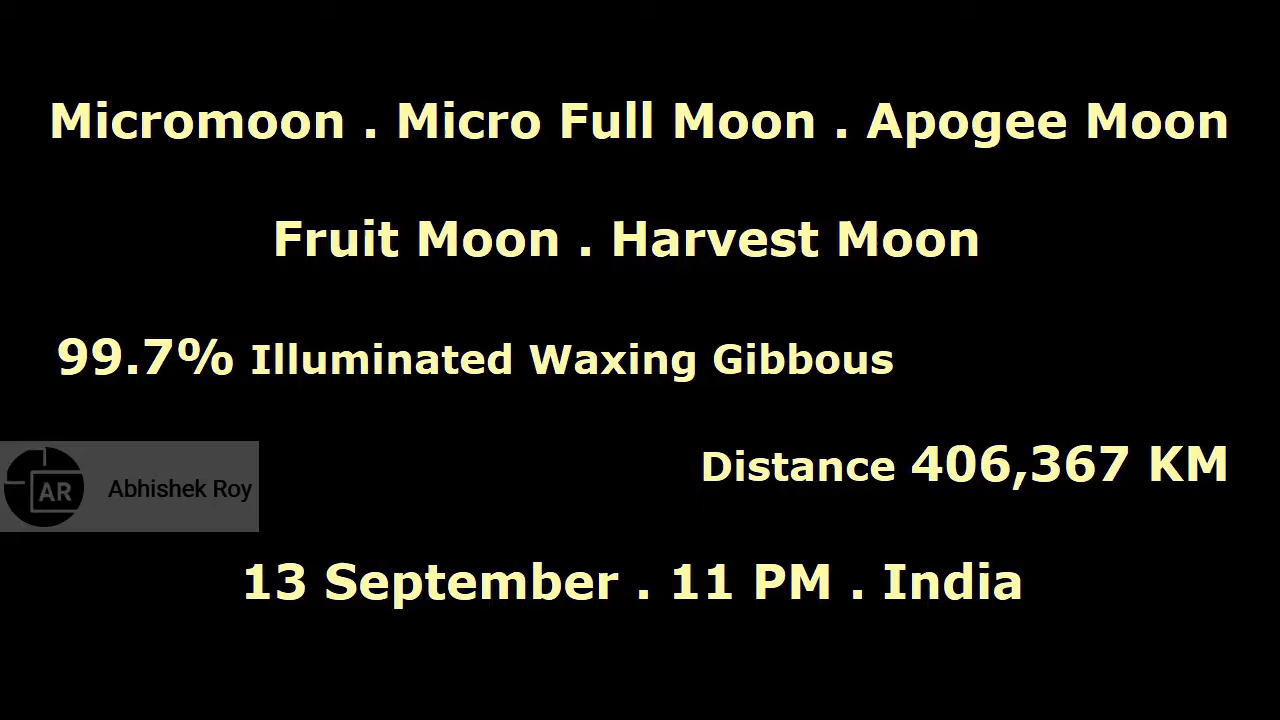 Micromoon . Micro Full Moon . Apogee Moon
Fruit Moon . Harvest Moon
99.7% Illuminated Waxing Gibbous
Distance 406,367 KM
AR Abhishek Roy
13 September . 11 PM . India